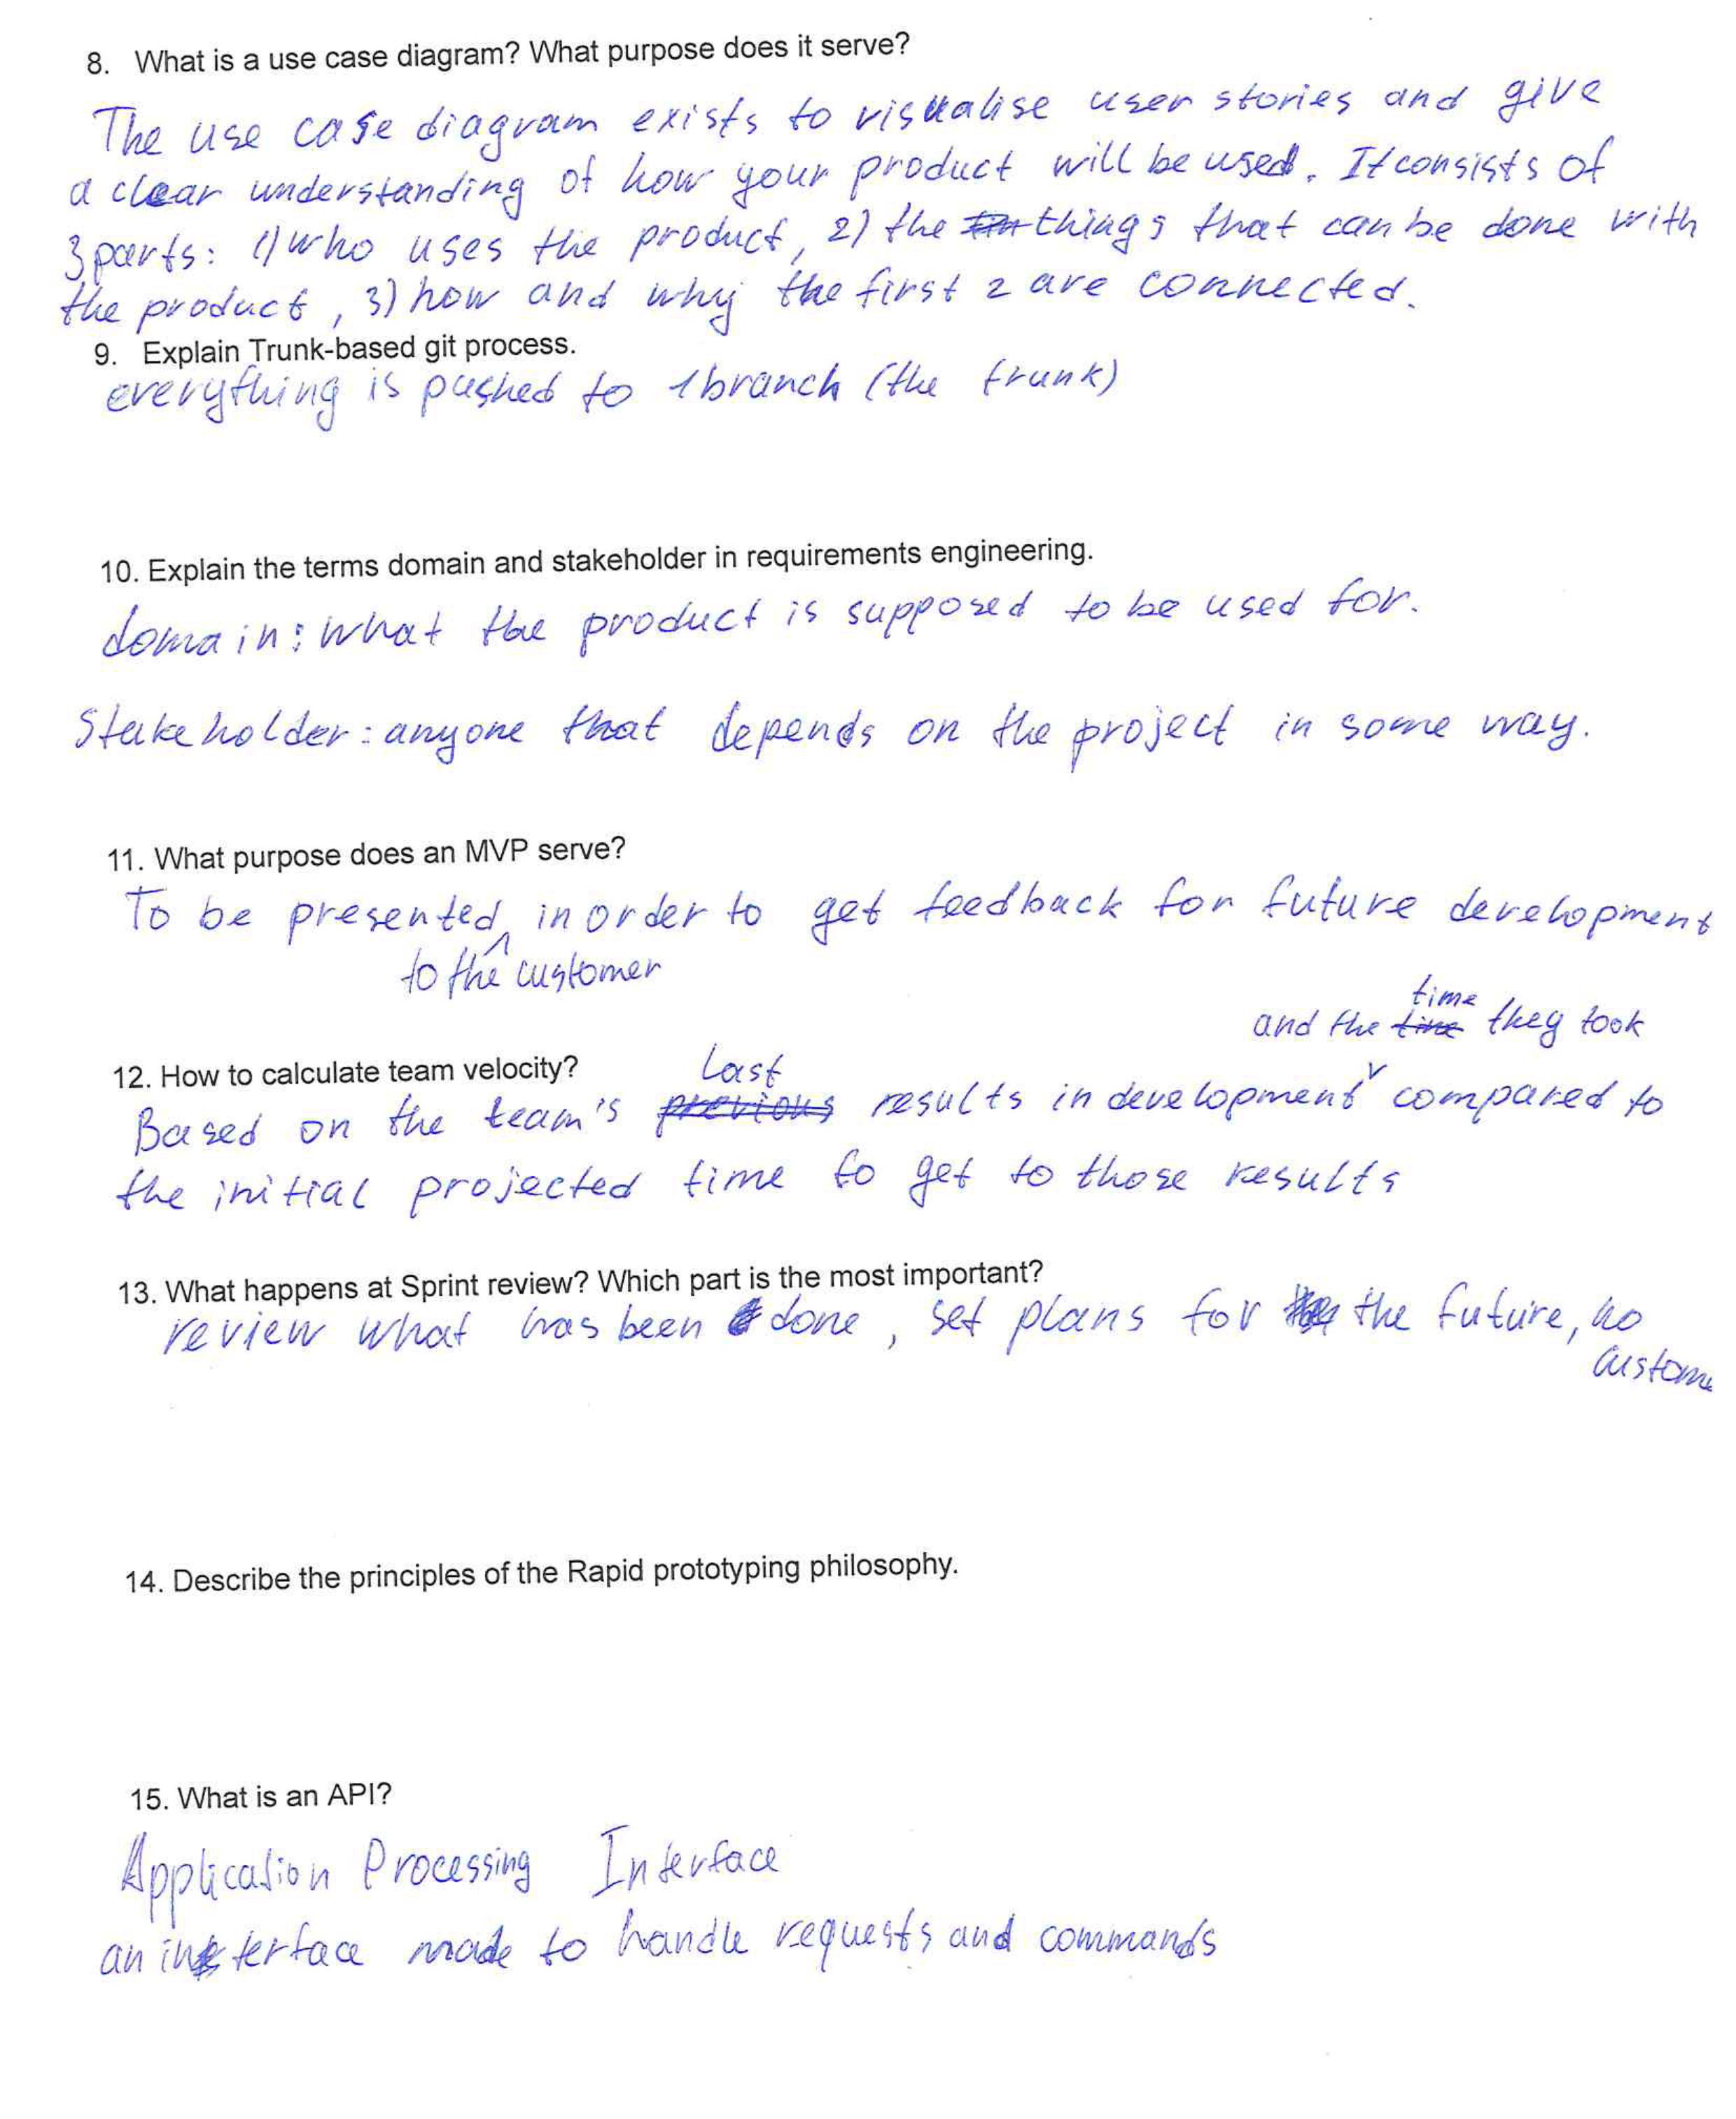 8. What is a use case diagram? What purpose does it serve?
The use case diagram exists to visualise user stories and give
a clear understanding of how your product will be used. It consists of
3 parts: 1) who uses the product, 2) the things that can be done with
the product, 3) how and why the first 2 are connected.
9. Explain Trunk-based git process.
everything is pushed to 1 branch (the trunk)
10. Explain the terms domain and stakeholder in requirements engineering.
domain: what the product is supposed to be used for.
Stakeholder: anyone that depends on the project in some way.
11. What purpose does an MVP serve?
To be presented in order to get feedback for future development
to the customer
and the time they took
12. How to calculate team velocity?
Based on the team's last previous results in development compared to
the initial projected time to get to those results
13. What happens at Sprint review? Which part is the most important?
review what has been done, set plans for the future, no
custome
14. Describe the principles of the Rapid prototyping philosophy.
15. What is an API?
Application Processing Interface
an interface made to handle requests and commands